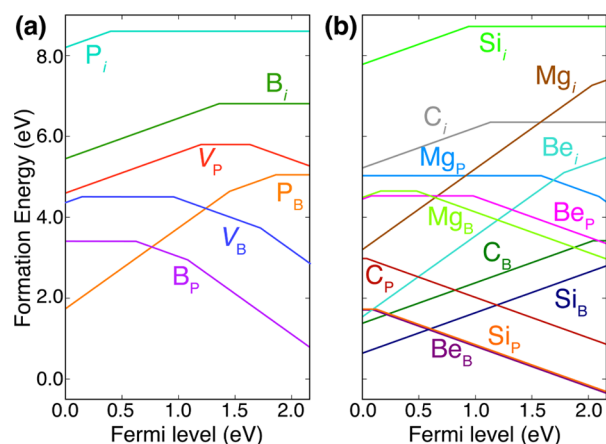 (a)
(b)
Formation Energy (eV)
8.0
6.0
4.0
2.0
0.0
P_i
B_i
V_P
P_B
V_B
B_P
0.0 0.5 1.0 1.5 2.0
Fermi level (eV)
Si_i
Mg_i
C_i
Mg_P
Be_i
Mg_B
Be_P
C_B
C_P
Si_B
Si_P
Be_B
0.0 0.5 1.0 1.5 2.0
Fermi level (eV)